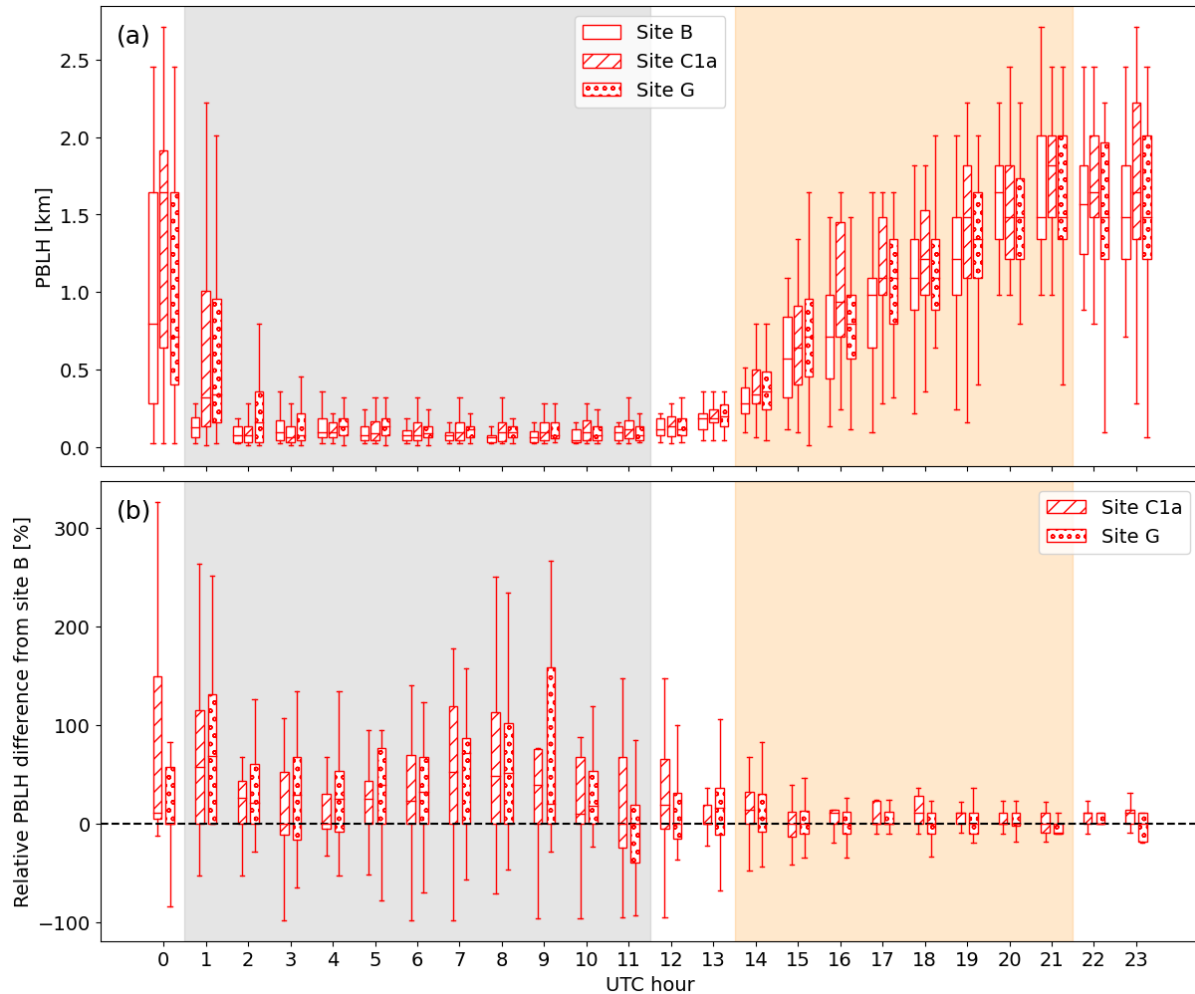 (a)
Site B
Site C1a
Site G
PBLH [km]
2.5
2.0
1.5
1.0
0.5
0.0
(b)
Site C1a
Site G
Relative PBLH difference from site B [%]
300
200
100
0
−100
0 1 2 3 4 5 6 7 8 9 10 11 12 13 14 15 16 17 18 19 20 21 22 23
UTC hour